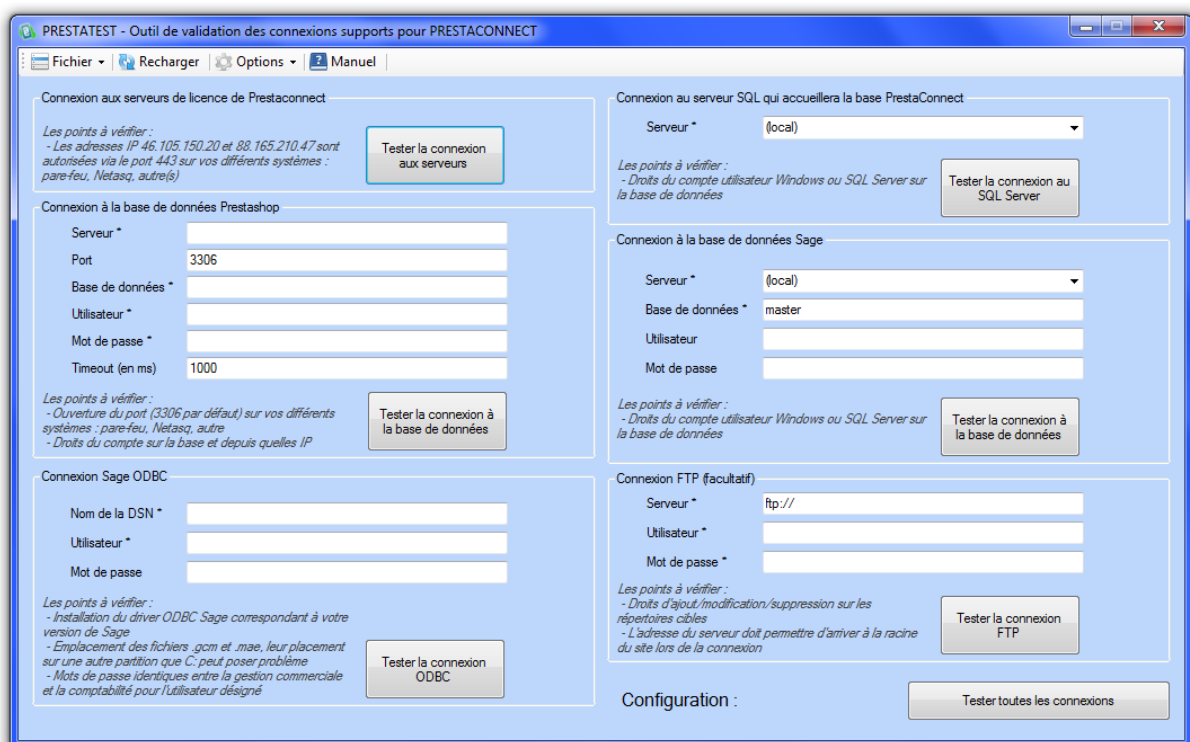 PRESTATEST - Outil de validation des connexions supports pour PRESTACONNECT
Fichier Recharger Options Manuel
Connexion aux serveurs de licence de Prestaconnect
Les points à vérifier :
- Les adresses IP 46.105.150.20 et 88.165.210.47 sont
autorisées via le port 443 sur vos différents systèmes :
pare-feu, Netasq, autre(s)
Tester la connexion
aux serveurs
Connexion à la base de données Prestashop
Serveur *
Port 3306
Base de données *
Utilisateur *
Mot de passe *
Timeout (en ms) 1000
Les points à vérifier :
- Ouverture du port (3306 par défaut) sur vos différents
systèmes : pare-feu, Netasq, autre
- Droits du compte sur la base et depuis quelles IP
Tester la connexion à
la base de données
Connexion Sage ODBC
Nom de la DSN *
Utilisateur *
Mot de passe
Les points à vérifier :
- Installation du driver ODBC Sage correspondant à votre
version de Sage
- Emplacement des fichiers .gcm et .mae, leur placement
sur une autre partition que C: peut poser problème
- Mots de passe identiques entre la gestion commerciale
et la comptabilité pour l'utilisateur désigné
Tester la connexion
ODBC
Connexion au serveur SQL qui accueillera la base PrestaConnect
Serveur * (local)
Les points à vérifier :
- Droits du compte utilisateur Windows ou SQL Server sur
la base de données
Tester la connexion au
SQL Server
Connexion à la base de données Sage
Serveur * (local)
Base de données * master
Utilisateur
Mot de passe
Les points à vérifier :
- Droits du compte utilisateur Windows ou SQL Server sur
la base de données
Tester la connexion à
la base de données
Connexion FTP (facultatif)
Serveur * ftp://
Utilisateur *
Mot de passe *
Les points à vérifier :
- Droits d'ajout/modification/suppression sur les
répertoires cibles
- L'adresse du serveur doit permettre d'arriver à la racine
du site lors de la connexion
Tester la connexion
FTP
Configuration :
Tester toutes les connexions